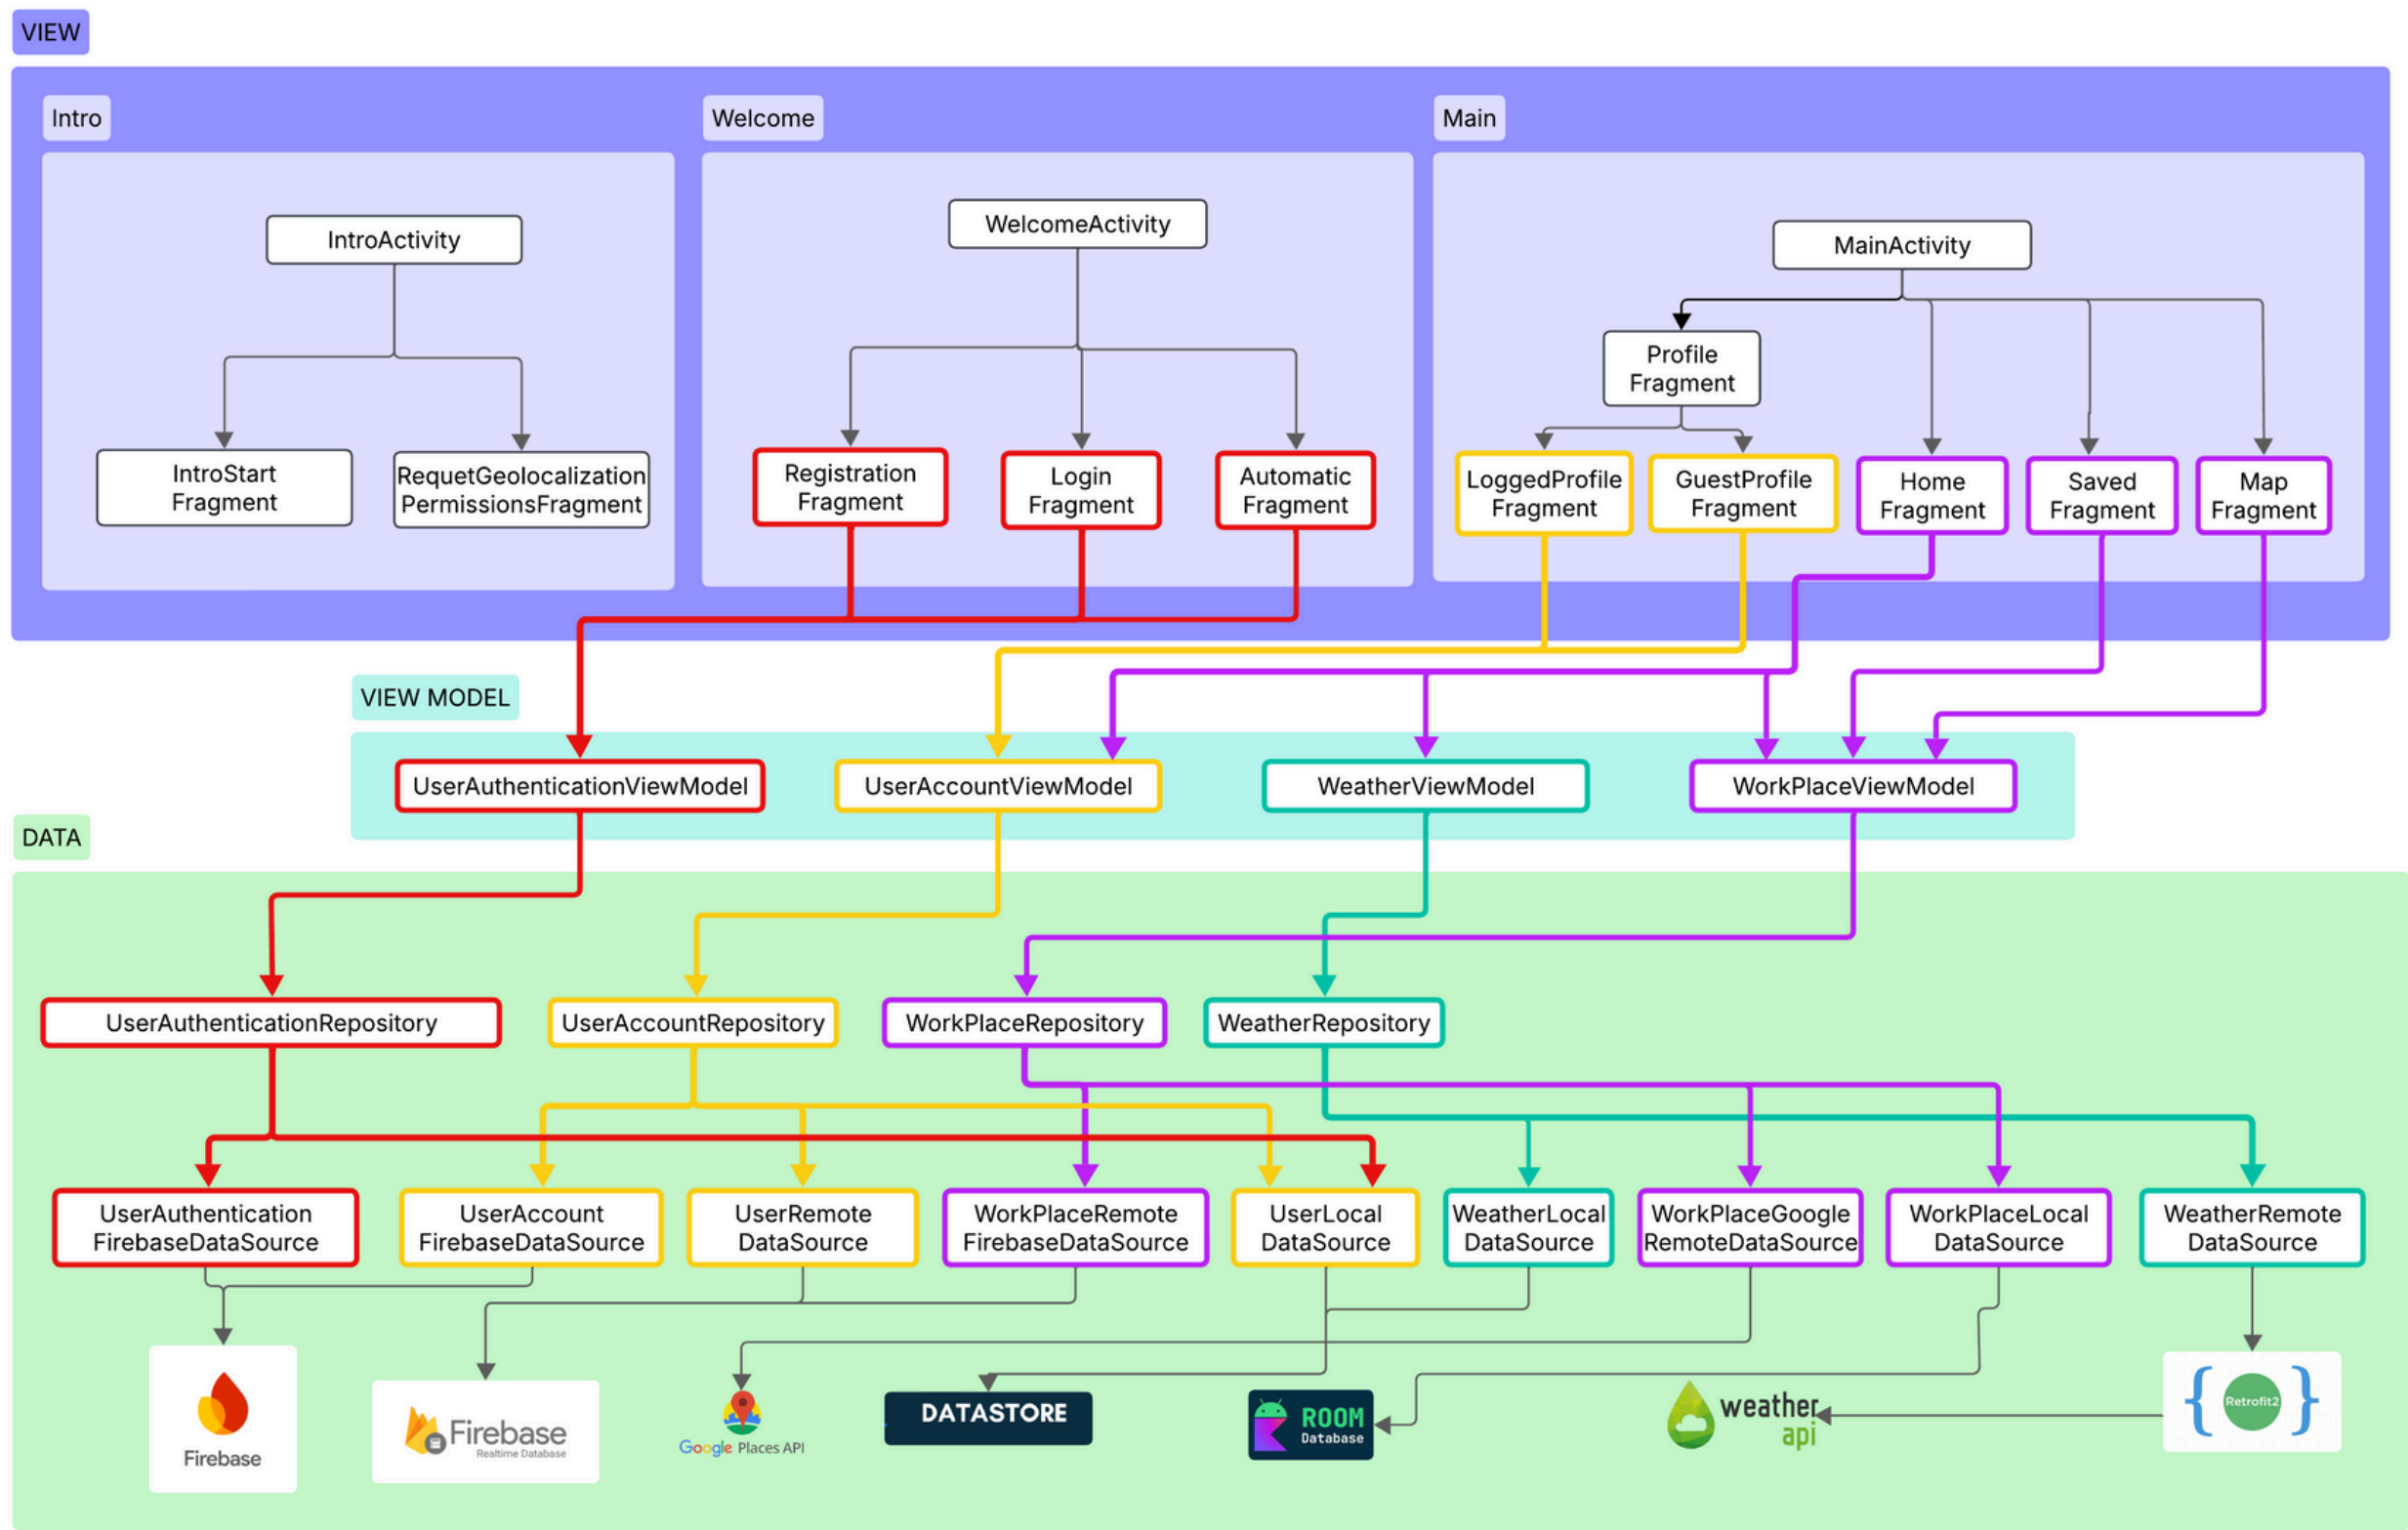 VIEW
Intro
Welcome
Main
IntroActivity
WelcomeActivity
MainActivity
Profile
Fragment
IntroStart
Fragment
RequetGeolocalization
PermissionsFragment
Registration
Fragment
Login
Fragment
Automatic
Fragment
LoggedProfile
Fragment
GuestProfile
Fragment
Home
Fragment
Saved
Fragment
Map
Fragment
VIEW MODEL
UserAuthenticationViewModel
UserAccountViewModel
WeatherViewModel
WorkPlaceViewModel
DATA
UserAuthenticationRepository
UserAccountRepository
WorkPlaceRepository
WeatherRepository
UserAuthentication
FirebaseDataSource
UserAccount
FirebaseDataSource
UserRemote
DataSource
WorkPlaceRemote
FirebaseDataSource
UserLocal
DataSource
WeatherLocal
DataSource
WorkPlaceGoogle
RemoteDataSource
WorkPlaceLocal
DataSource
WeatherRemote
DataSource
Firebase
Firebase
Realtime Database
Google Places API
DATASTORE
ROOM
Database
weather
api
{ Retrofit2 }